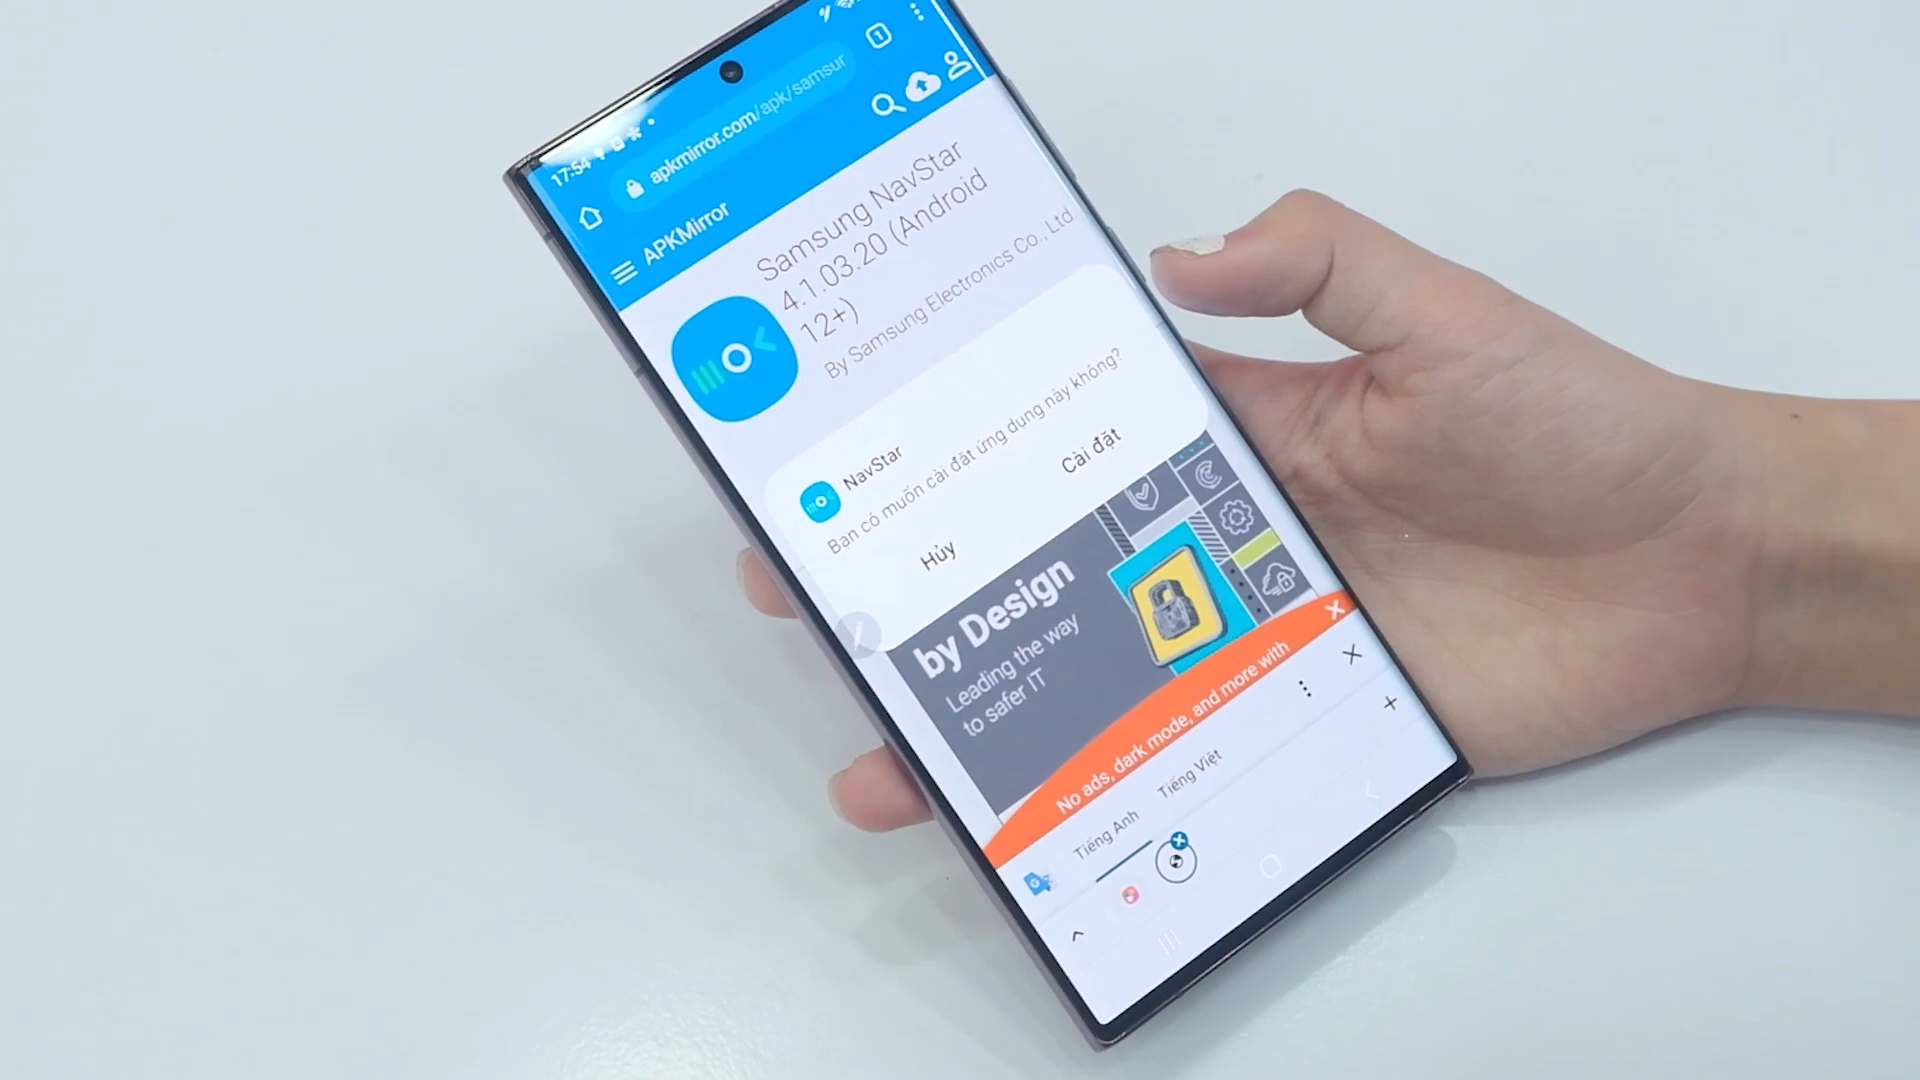 17:54
1
apkmirror.com/apk/samsur
APKMirror
Samsung NavStar
4.1.03.20 (Android
12+)
By Samsung Electronics Co., Ltd.
NavStar
Bạn có muốn cài đặt ứng dụng này không?
Hủy
Cài đặt
by Design
Leading the way
to safer IT
No ads, dark mode, and more with
Tiếng Anh
Tiếng Việt